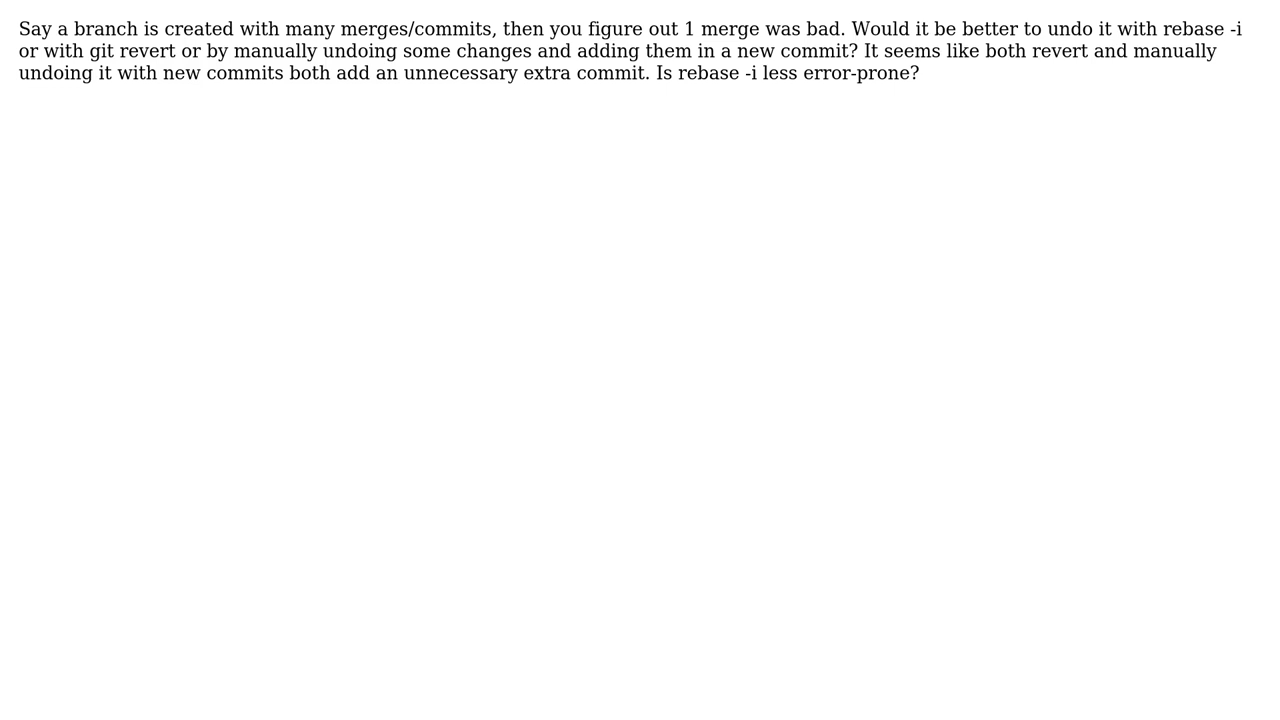 Say a branch is created with many merges/commits, then you figure out 1 merge was bad. Would it be better to undo it with rebase -i
or with git revert or by manually undoing some changes and adding them in a new commit? It seems like both revert and manually
undoing it with new commits both add an unnecessary extra commit. Is rebase -i less error-prone?